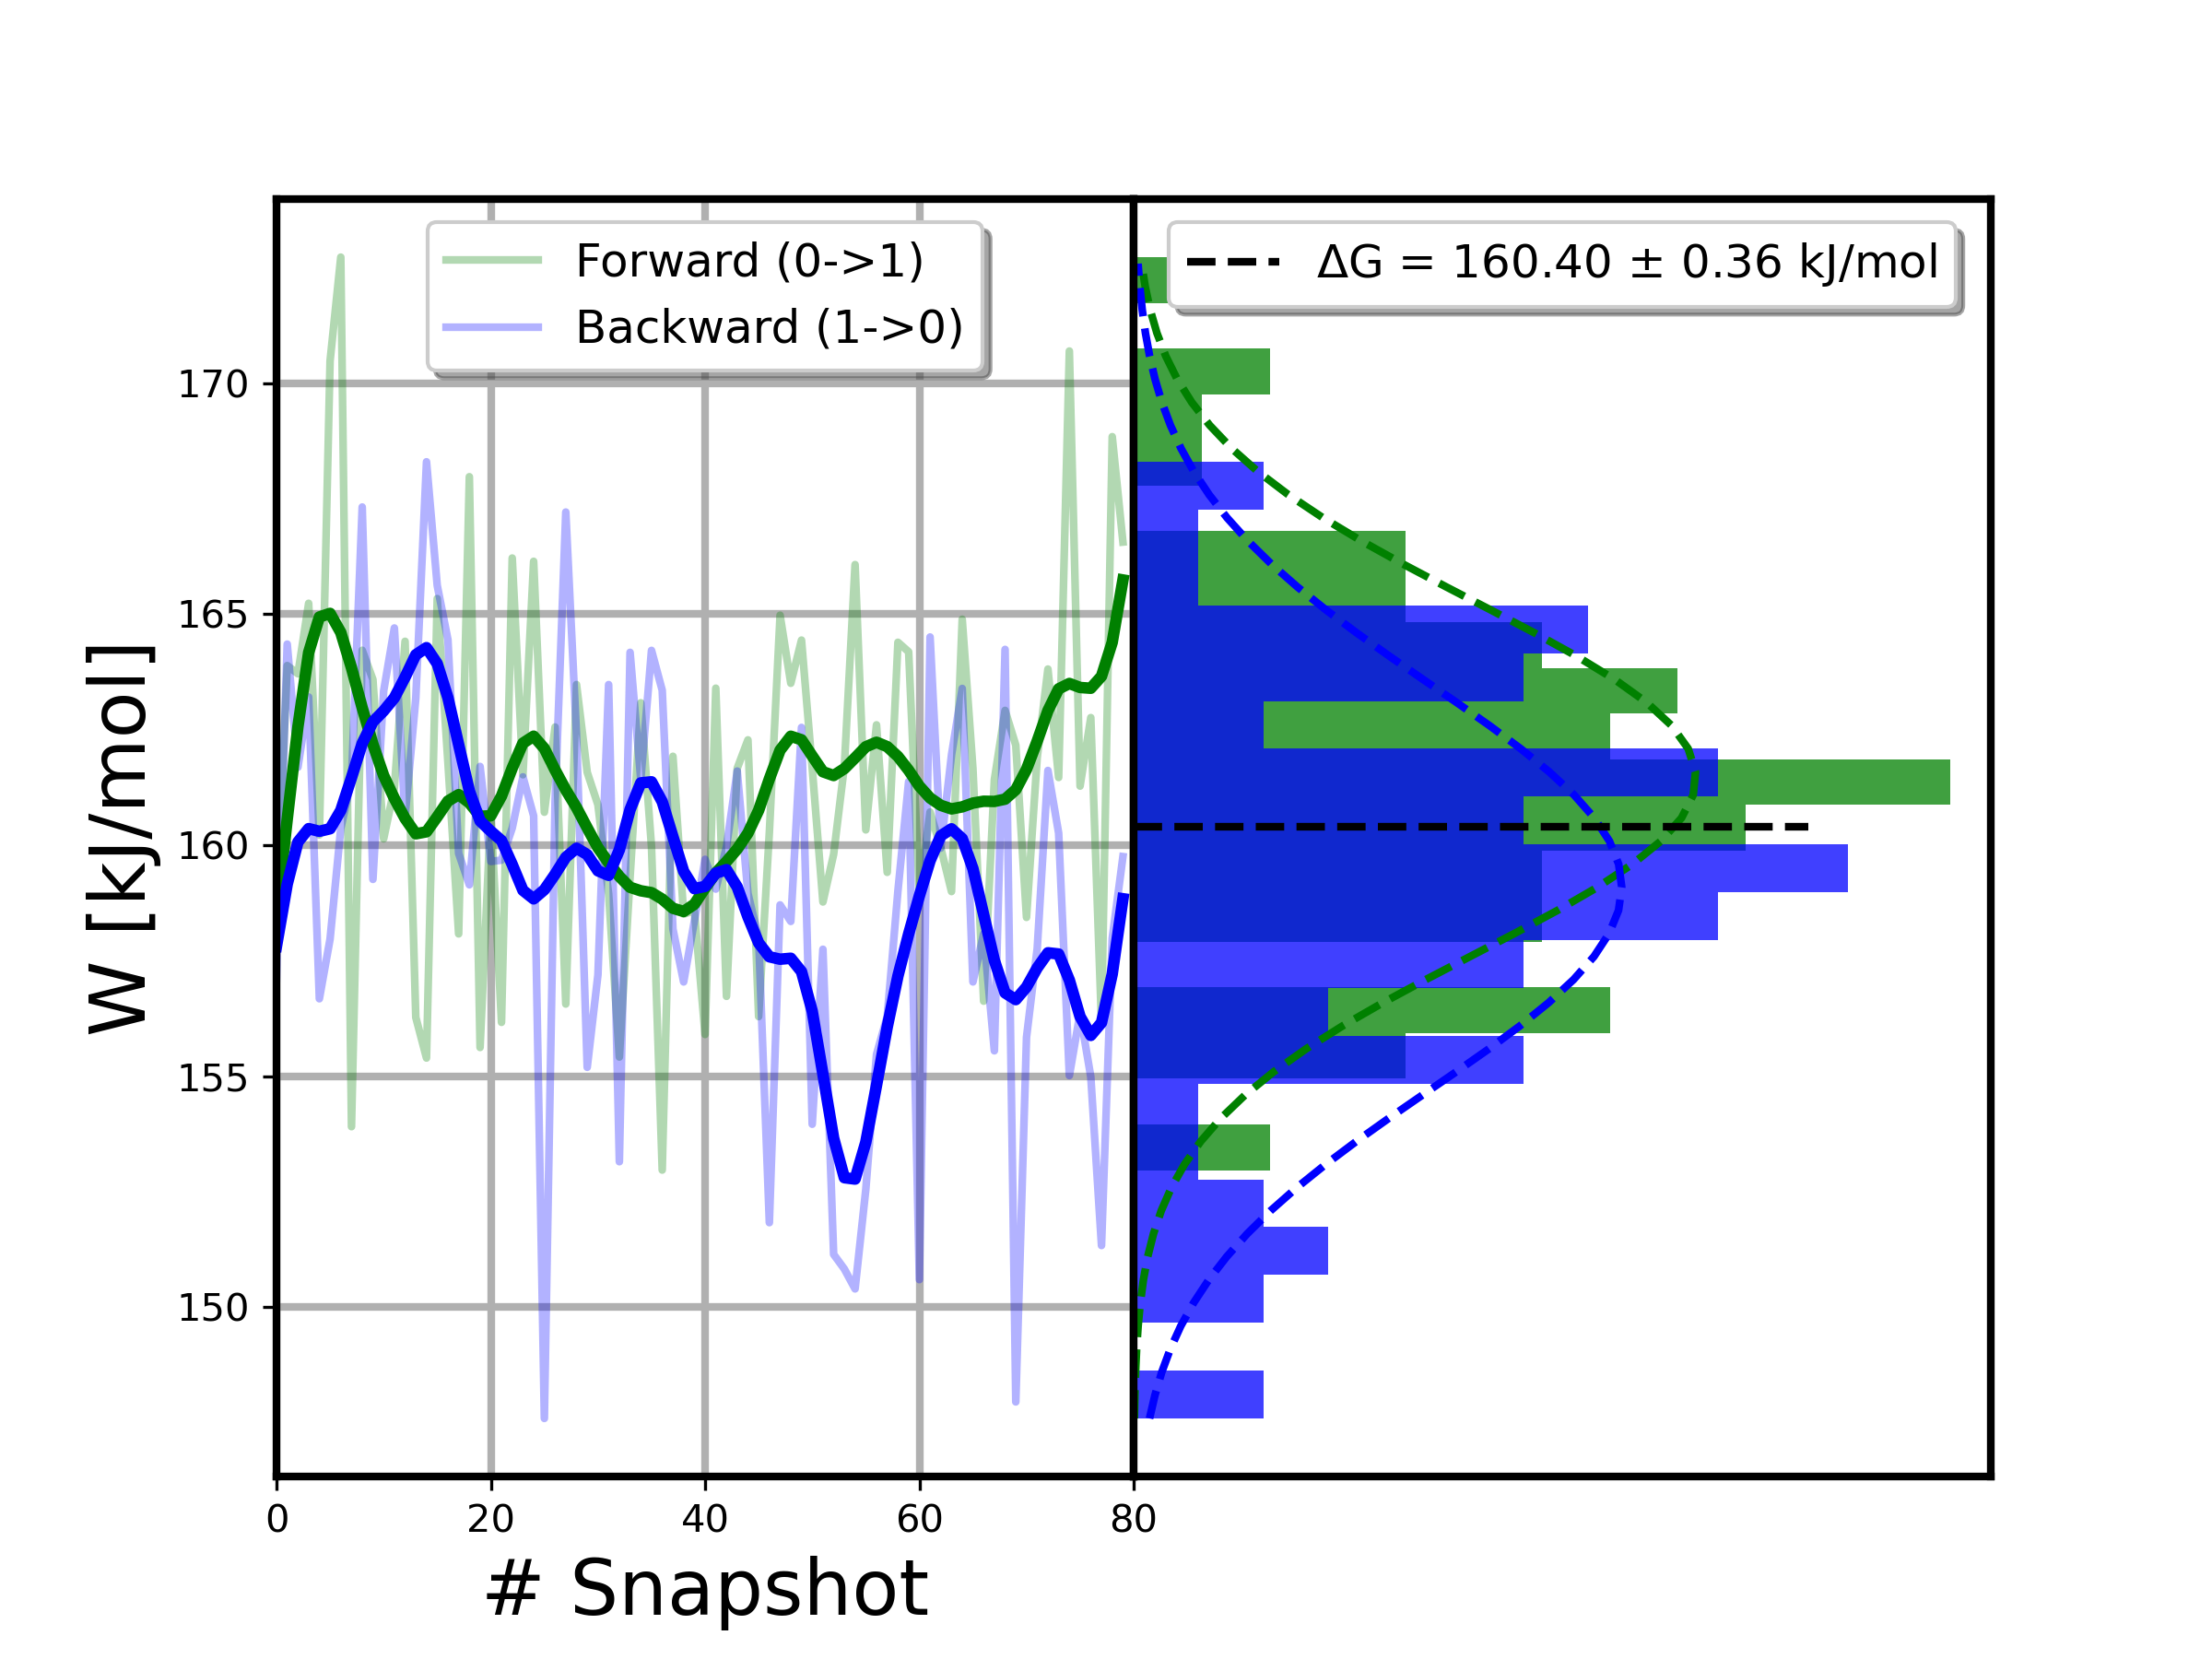 Forward (0->1)
Backward (1->0)
ΔG = 160.40 ± 0.36 kJ/mol
W [kJ/mol]
170
165
160
155
150
0 20 40 60 80
# Snapshot